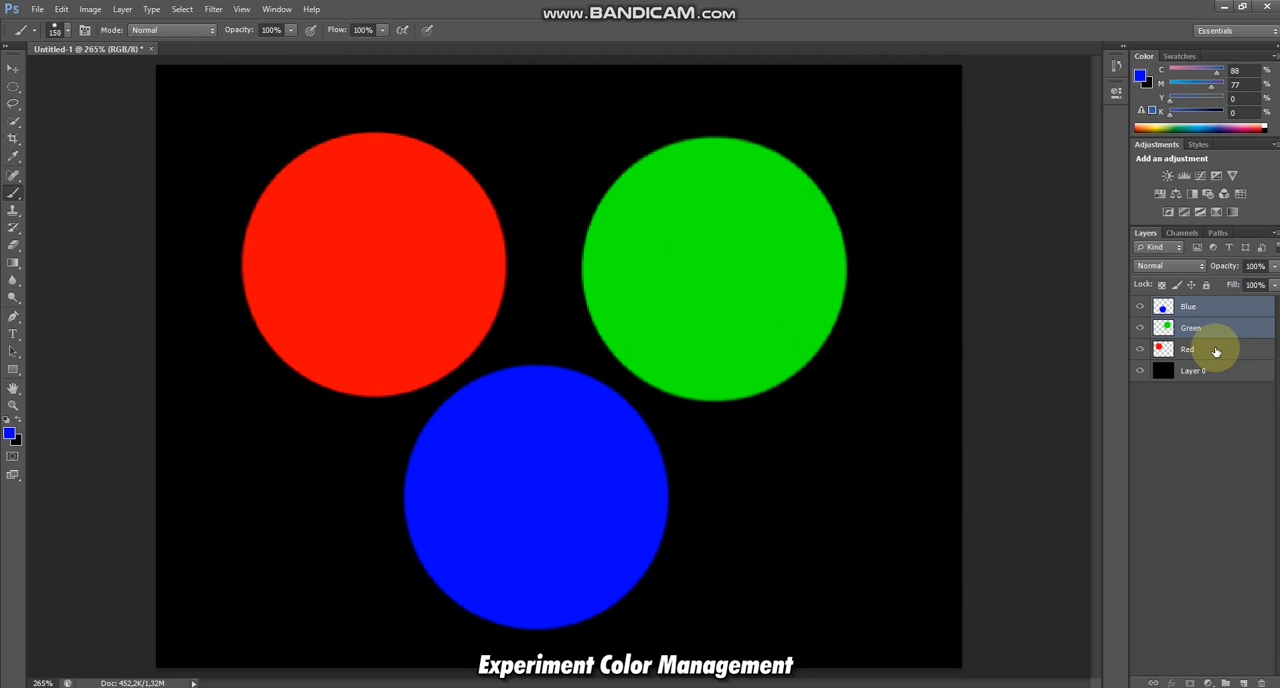 www.BANDICAM.com
Ps File Edit Image Layer Type Select Filter View Window Help
150 Mode: Normal Opacity: 100% Flow: 100% Essentials
Untitled-1 @ 265% (RGB/8) * ×
Color Swatches
C 88 %
M 77 %
Y 0 %
K 0 %
Adjustments Styles
Add an adjustment
Layers Channels Paths
Kind
Normal Opacity: 100%
Lock: Fill: 100%
Blue
Green
Red
Layer 0
Experiment Color Management
265% Doc: 452,2K/1,32M